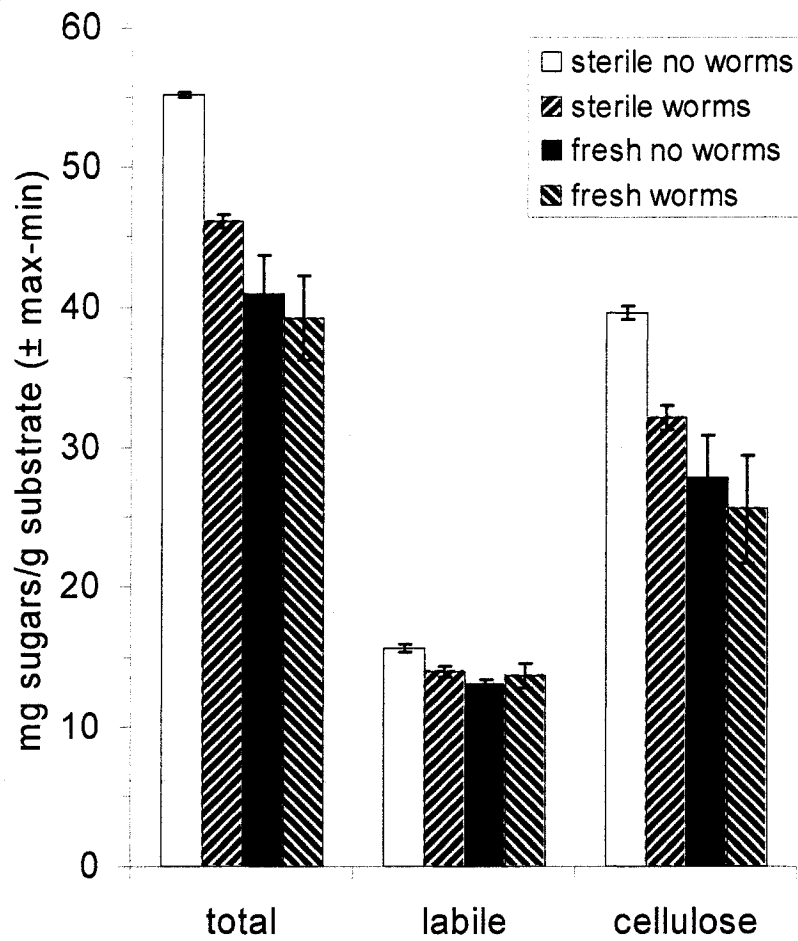 mg sugars/g substrate (± max-min)
60
50
40
30
20
10
0
sterile no worms
sterile worms
fresh no worms
fresh worms
total labile cellulose